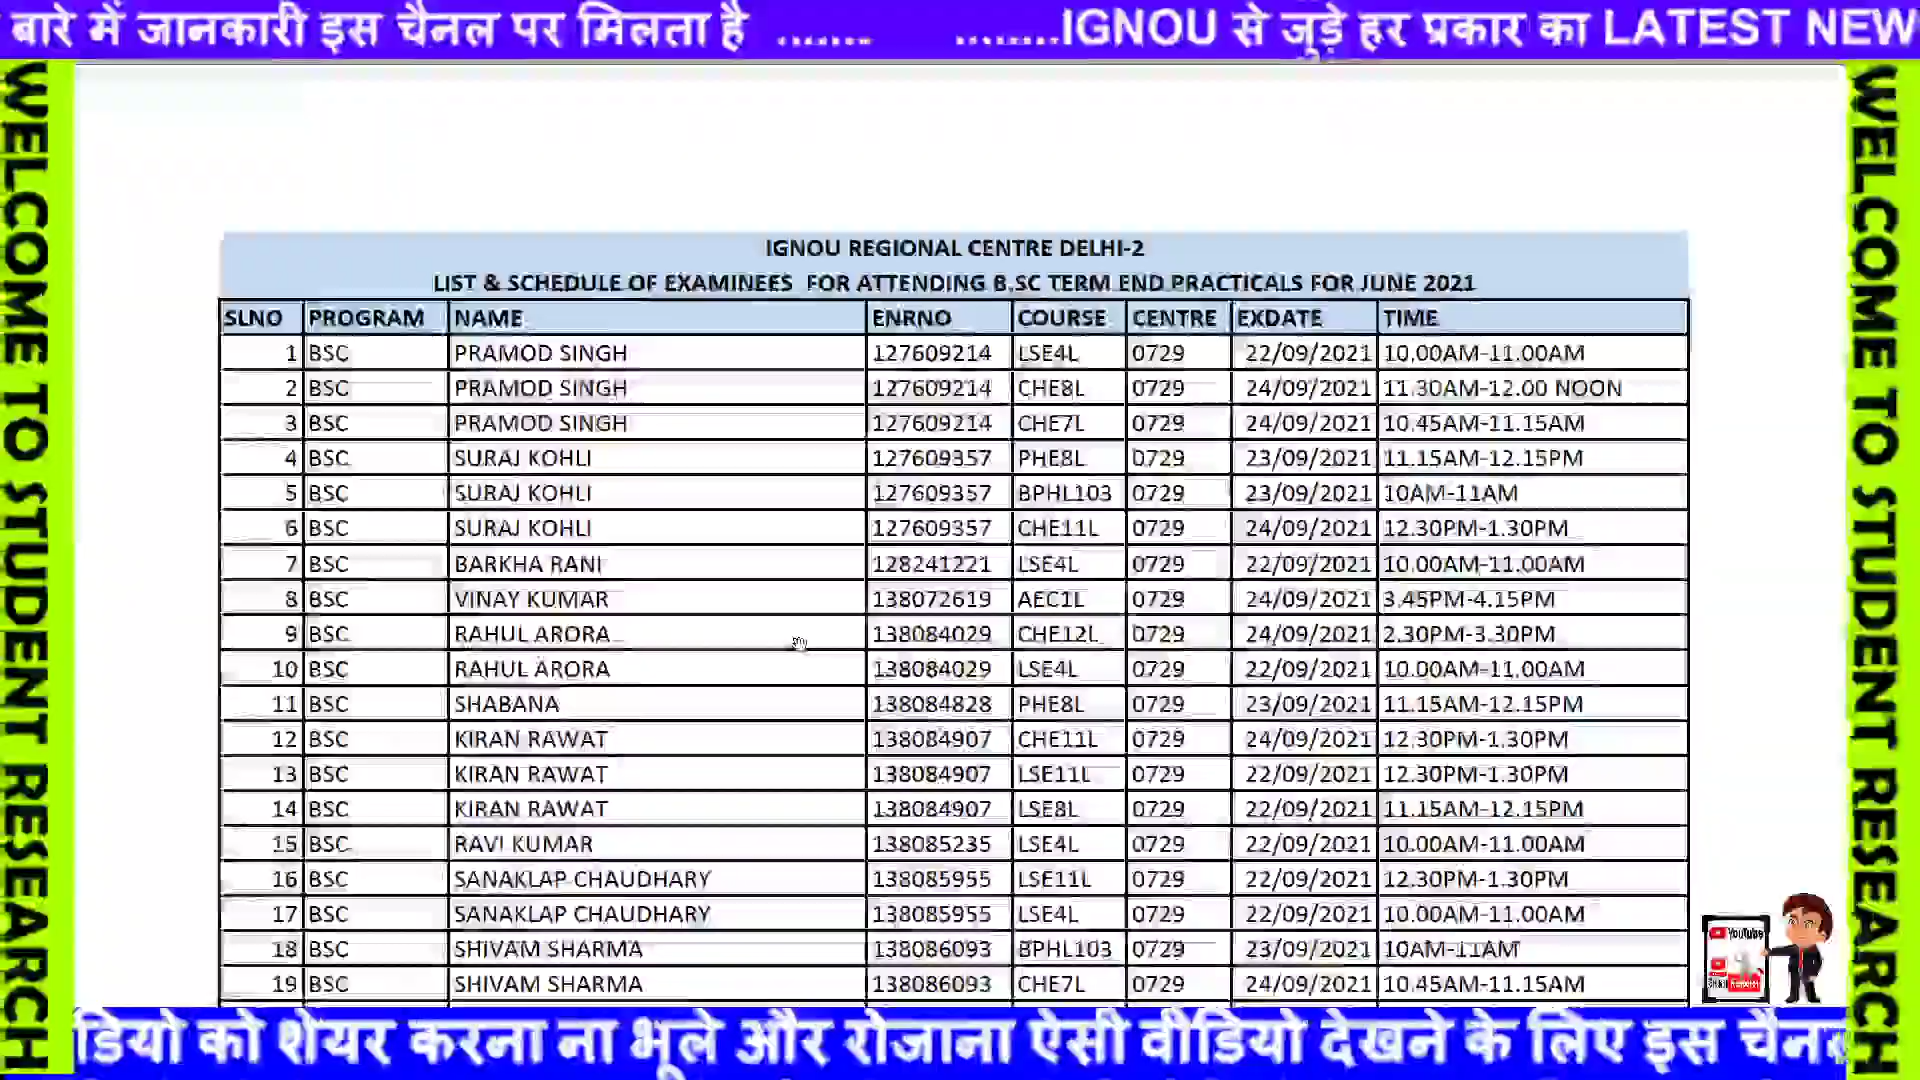 बारे में जानकारी इस चैनल पर मिलता है ....... ........IGNOU से जुड़े हर प्रकार का LATEST NEW
WELCOME TO STUDENT RESEARCH
IGNOU REGIONAL CENTRE DELHI-2
LIST & SCHEDULE OF EXAMINEES FOR ATTENDING B.SC TERM END PRACTICALS FOR JUNE 2021
SLNO PROGRAM NAME ENRNO COURSE CENTRE EXDATE TIME
1 BSC PRAMOD SINGH 127609214 LSE4L 0729 22/09/2021 10.00AM-11.00AM
2 BSC PRAMOD SINGH 127609214 CHE8L 0729 24/09/2021 11.30AM-12.00 NOON
3 BSC PRAMOD SINGH 127609214 CHE7L 0729 24/09/2021 10.45AM-11.15AM
4 BSC SURAJ KOHLI 127609357 PHE8L 0729 23/09/2021 11.15AM-12.15PM
5 BSC SURAJ KOHLI 127609357 BPHL103 0729 23/09/2021 10AM-11AM
6 BSC SURAJ KOHLI 127609357 CHE11L 0729 24/09/2021 12.30PM-1.30PM
7 BSC BARKHA RANI 128241221 LSE4L 0729 22/09/2021 10.00AM-11.00AM
8 BSC VINAY KUMAR 138072619 AEC1L 0729 24/09/2021 3.45PM-4.15PM
9 BSC RAHUL ARORA 138084029 CHE12L 0729 24/09/2021 2.30PM-3.30PM
10 BSC RAHUL ARORA 138084029 LSE4L 0729 22/09/2021 10.00AM-11.00AM
11 BSC SHABANA 138084828 PHE8L 0729 23/09/2021 11.15AM-12.15PM
12 BSC KIRAN RAWAT 138084907 CHE11L 0729 24/09/2021 12.30PM-1.30PM
13 BSC KIRAN RAWAT 138084907 LSE11L 0729 22/09/2021 12.30PM-1.30PM
14 BSC KIRAN RAWAT 138084907 LSE8L 0729 22/09/2021 11.15AM-12.15PM
15 BSC RAVI KUMAR 138085235 LSE4L 0729 22/09/2021 10.00AM-11.00AM
16 BSC SANAKLAP CHAUDHARY 138085955 LSE11L 0729 22/09/2021 12.30PM-1.30PM
17 BSC SANAKLAP CHAUDHARY 138085955 LSE4L 0729 22/09/2021 10.00AM-11.00AM
18 BSC SHIVAM SHARMA 138086093 BPHL103 0729 23/09/2021 10AM-11AM
19 BSC SHIVAM SHARMA 138086093 CHE7L 0729 24/09/2021 10.45AM-11.15AM
YouTube
WELCOME TO STUDENT RESEARCH
डियो को शेयर करना ना भूले और रोजाना ऐसी वीडियो देखने के लिए इस चैन